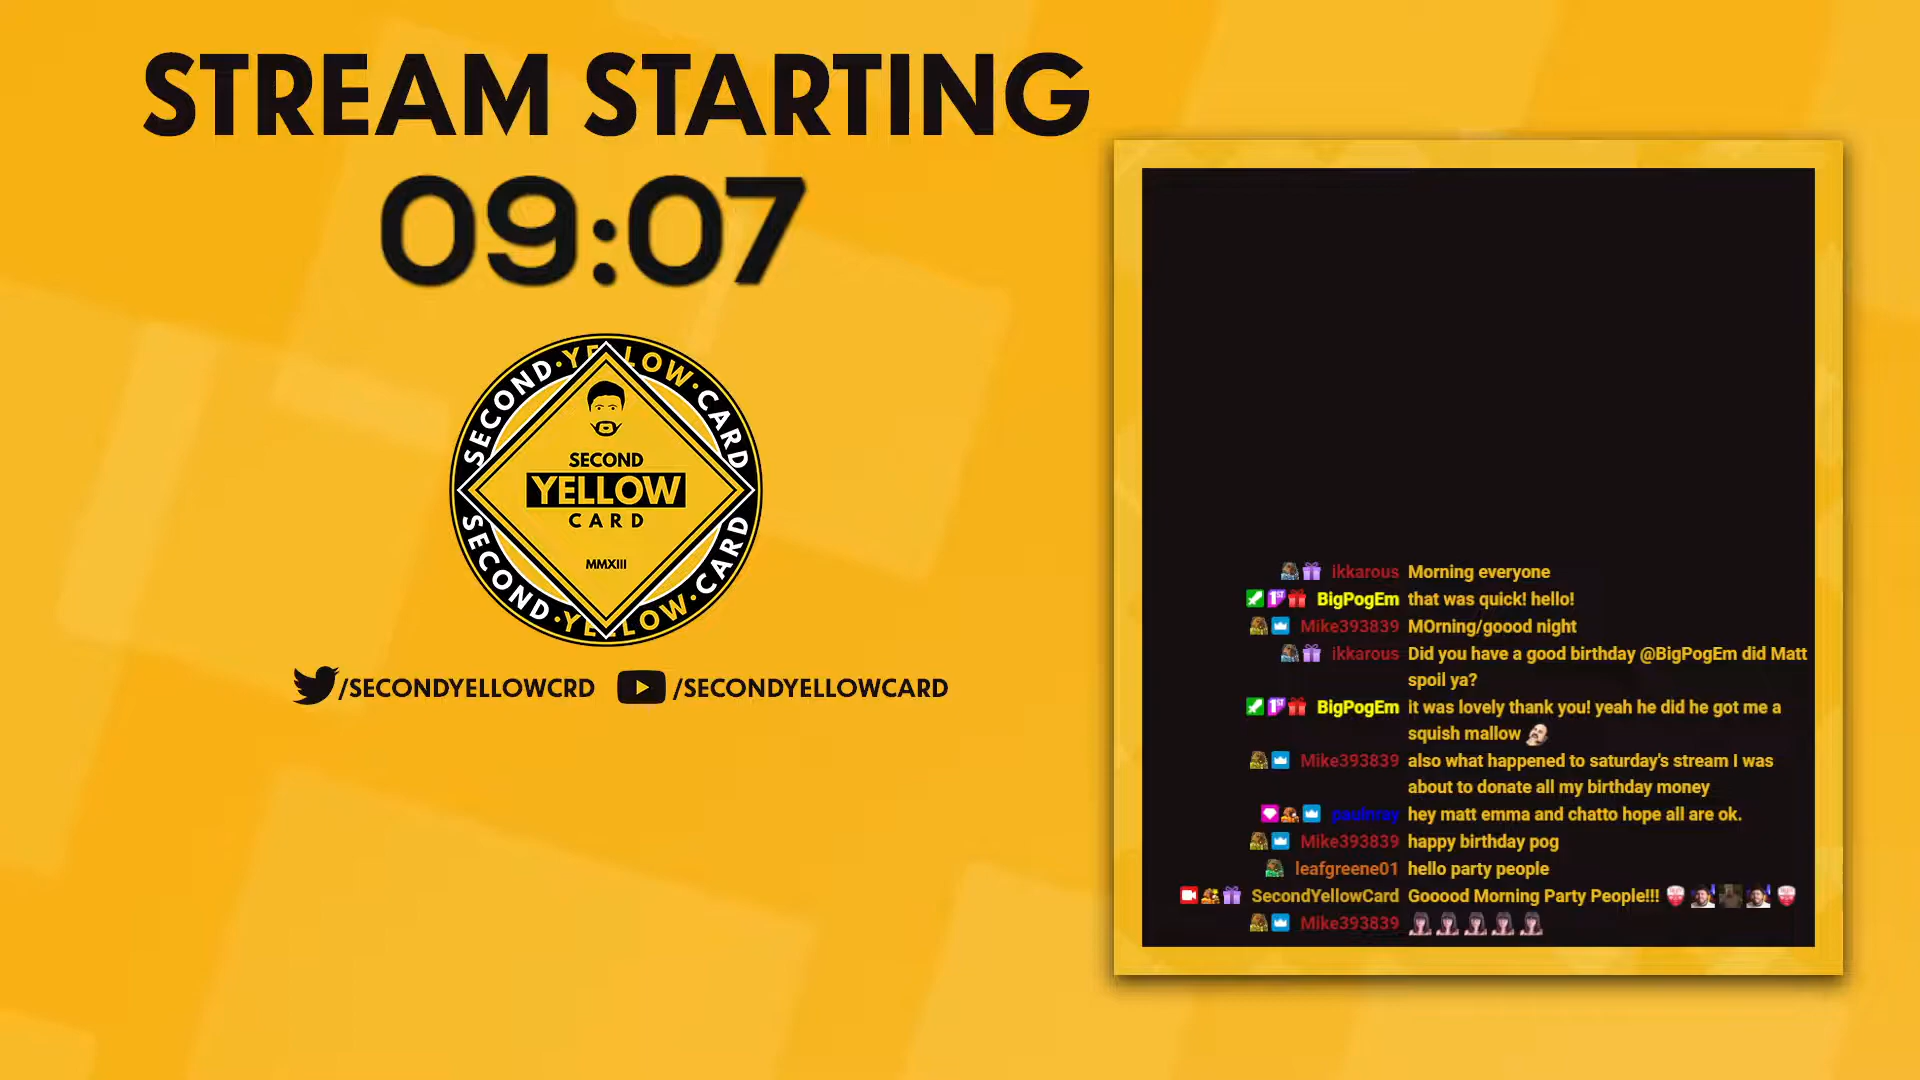 STREAM STARTING
09:07
SECOND·YELLOW·CARD
SECOND
YELLOW
CARD
MMXIII
SECOND·YELLOW·CARD
/SECONDYELLOWCRD /SECONDYELLOWCARD
ikkarous Morning everyone
1ST BigPogEm that was quick! hello!
Mike393839 MOrning/goood night
ikkarous Did you have a good birthday @BigPogEm did Matt
spoil ya?
1ST BigPogEm it was lovely thank you! yeah he did he got me a
squish mallow
Mike393839 also what happened to saturday's stream I was
about to donate all my birthday money
paulnray hey matt emma and chatto hope all are ok.
Mike393839 happy birthday pog
leafgreene01 hello party people
SecondYellowCard Gooood Morning Party People!!!
Mike393839